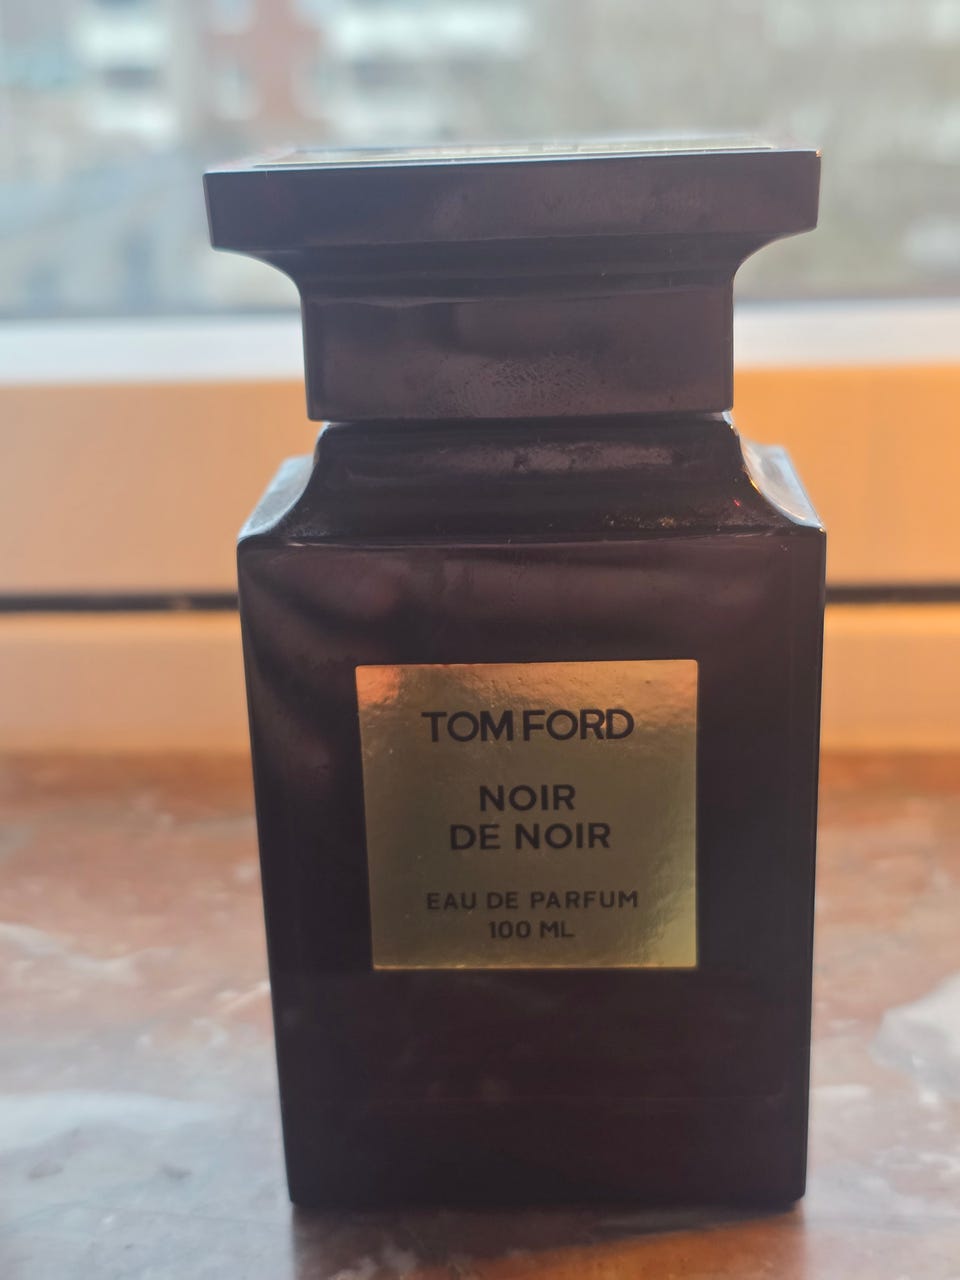 TOM FORD
NOIR
DE NOIR
EAU DE PARFUM
100 ML